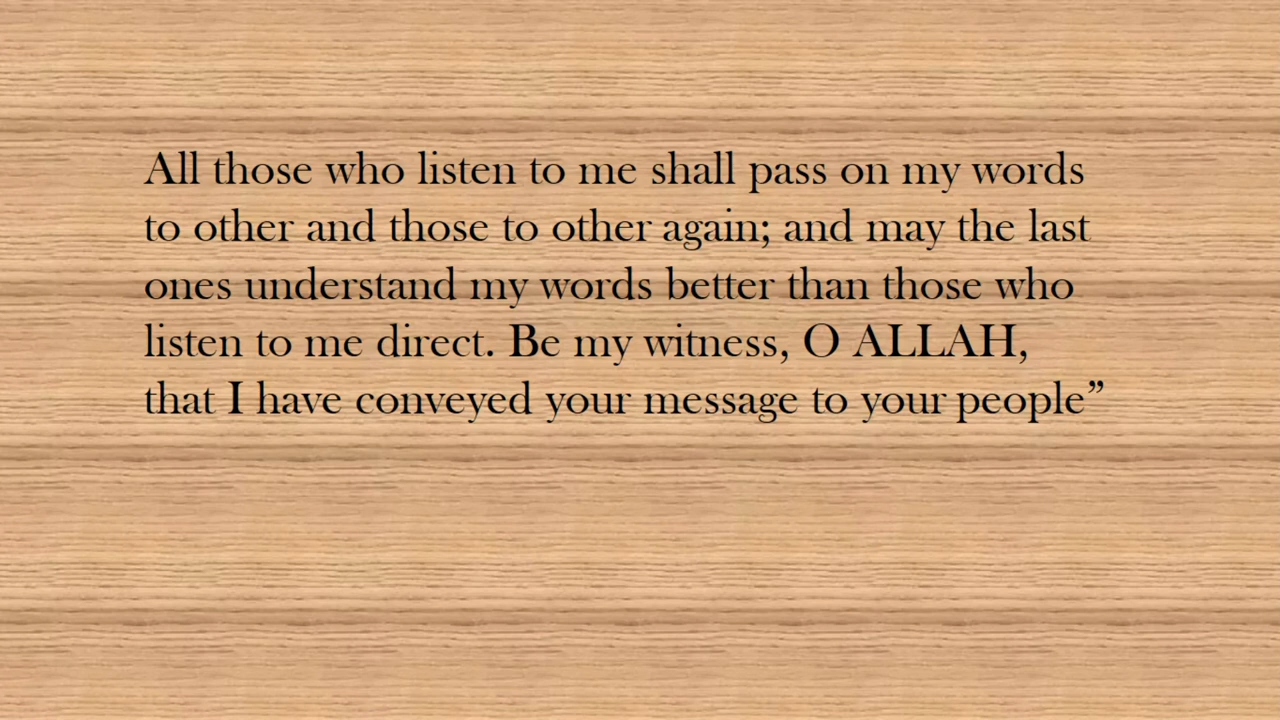 All those who listen to me shall pass on my words
to other and those to other again; and may the last
ones understand my words better than those who
listen to me direct. Be my witness, O ALLAH,
that I have conveyed your message to your people”